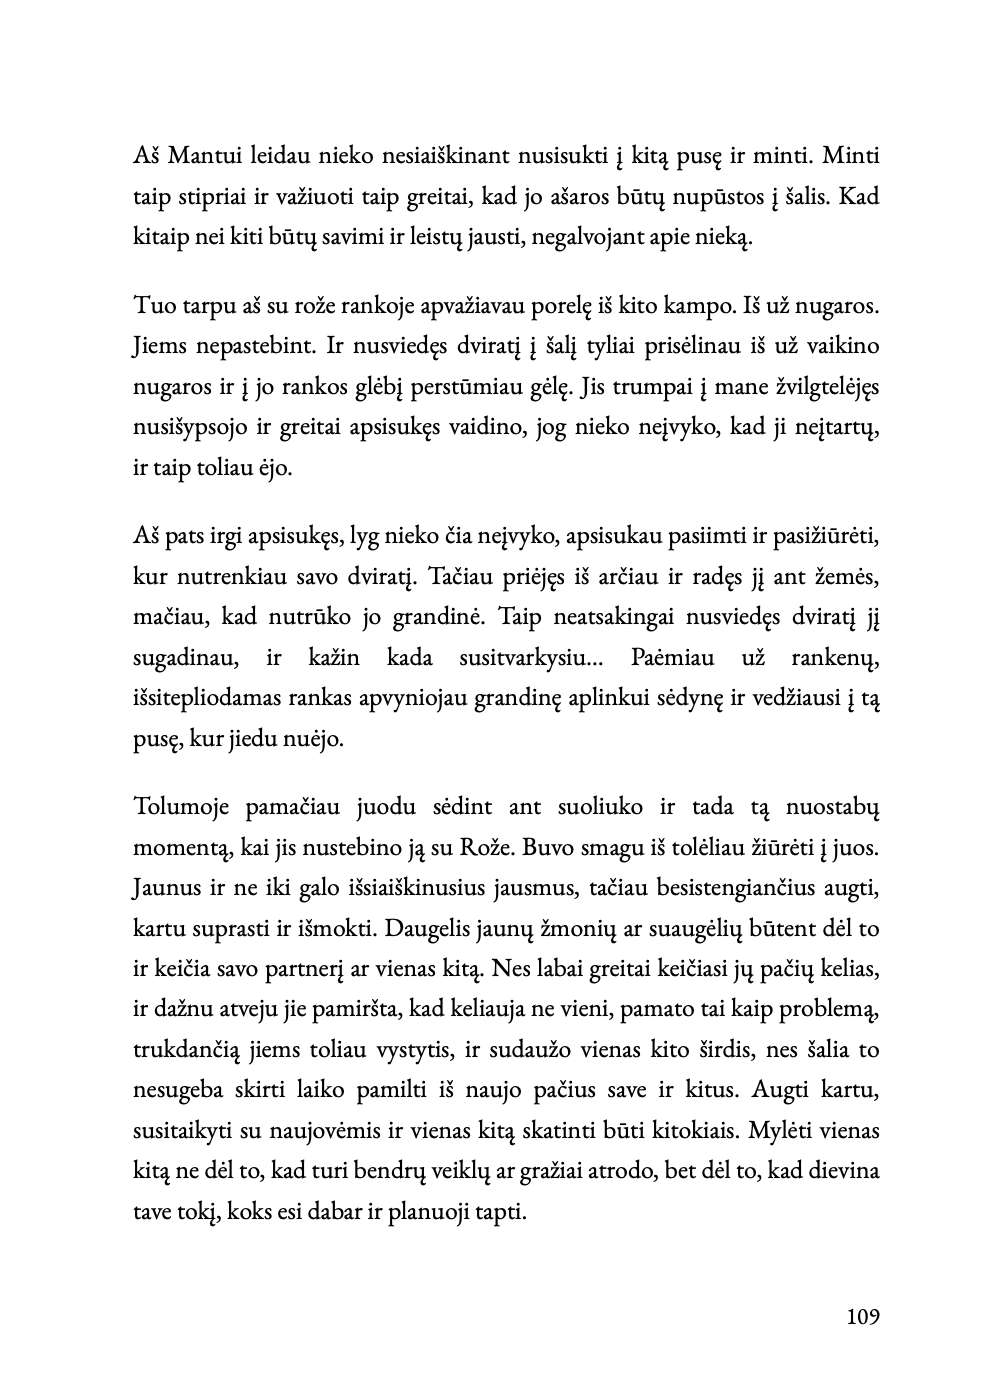 Aš Mantui leidau nieko nesiaiškinant nusisukti į kitą pusę ir minti. Minti
taip stipriai ir važiuoti taip greitai, kad jo ašaros būtų nupūstos į šalis. Kad
kitaip nei kiti būtų savimi ir leistų jausti, negalvojant apie nieką.
Tuo tarpu aš su rože rankoje apvažiavau porelę iš kito kampo. Iš už nugaros.
Jiems nepastebint. Ir nusviedęs dviratį į šalį tyliai prisėlinau iš už vaikino
nugaros ir į jo rankos glėbį perstūmiau gėlę. Jis trumpai į mane žvilgtelėjęs
nusišypsojo ir greitai apsisukęs vaidino, jog nieko neįvyko, kad ji neįtartų,
ir taip toliau ėjo.
Aš pats irgi apsisukęs, lyg nieko čia neįvyko, apsisukau pasiimti ir pasižiūrėti,
kur nutrenkiau savo dviratį. Tačiau priėjęs iš arčiau ir radęs jį ant žemės,
mačiau, kad nutrūko jo grandinė. Taip neatsakingai nusviedęs dviratį jį
sugadinau, ir kažin kada susitvarkysiu... Paėmiau už rankenų,
išsitepliodamas rankas apvyniojau grandinę aplinkui sėdynę ir vedžiausi į tą
pusę, kur jiedu nuėjo.
Tolumoje pamačiau juodu sėdint ant suoliuko ir tada tą nuostabų
momentą, kai jis nustebino ją su Rože. Buvo smagu iš tolėliau žiūrėti į juos.
Jaunus ir ne iki galo išsiaiškinusius jausmus, tačiau besistengiančius augti,
kartu suprasti ir išmokti. Daugelis jaunų žmonių ar suaugėlių būtent dėl to
ir keičia savo partnerį ar vienas kitą. Nes labai greitai keičiasi jų pačių kelias,
ir dažnu atveju jie pamiršta, kad keliauja ne vieni, pamato tai kaip problemą,
trukdančią jiems toliau vystytis, ir sudaužo vienas kito širdis, nes šalia to
nesugeba skirti laiko pamilti iš naujo pačius save ir kitus. Augti kartu,
susitaikyti su naujovėmis ir vienas kitą skatinti būti kitokiais. Mylėti vienas
kitą ne dėl to, kad turi bendrų veiklų ar gražiai atrodo, bet dėl to, kad dievina
tave tokį, koks esi dabar ir planuoji tapti.
109